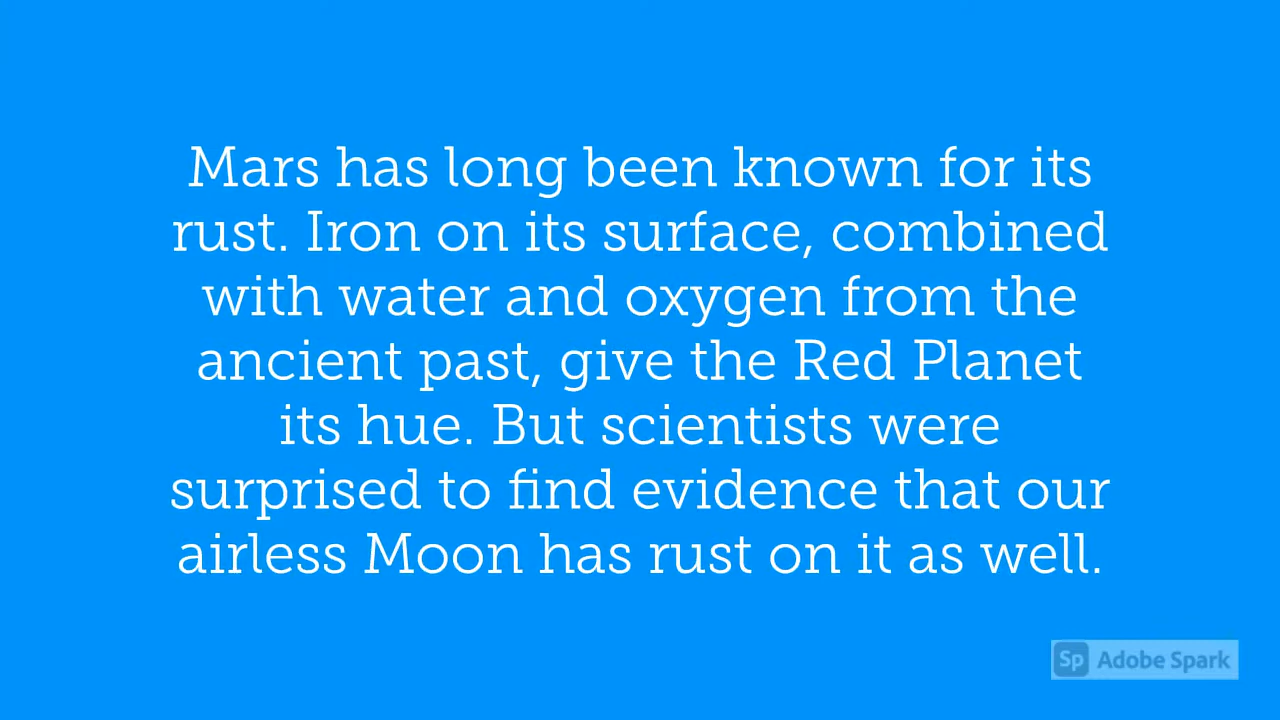 Mars has long been known for its
rust. Iron on its surface, combined
with water and oxygen from the
ancient past, give the Red Planet
its hue. But scientists were
surprised to find evidence that our
airless Moon has rust on it as well.
Sp Adobe Spark